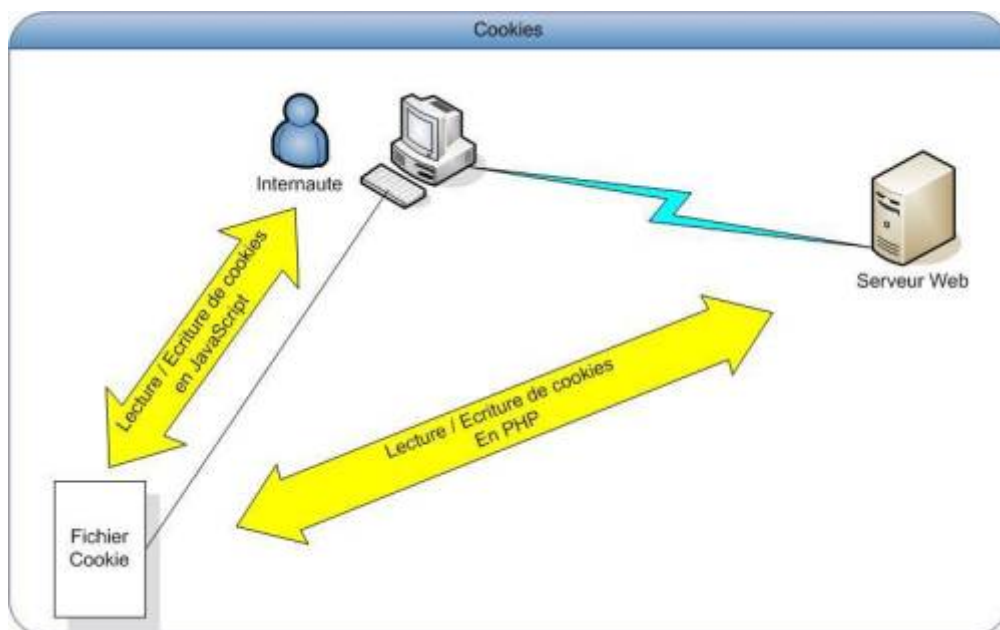 Cookies
Internaute
Serveur Web
Lecture / Ecriture de cookies
en JavaScript
Lecture / Ecriture de cookies
En PHP
Fichier
Cookie